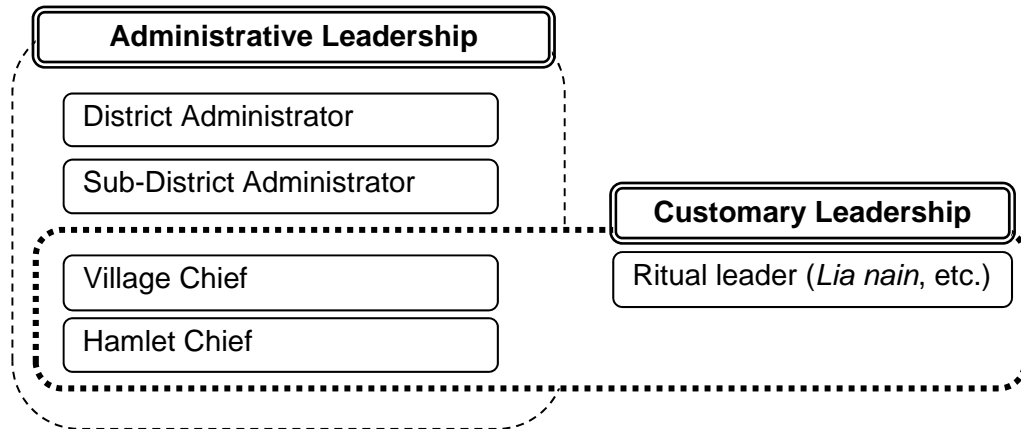 Administrative Leadership
District Administrator
Sub-District Administrator
Customary Leadership
Village Chief
Ritual leader (Lia nain, etc.)
Hamlet Chief